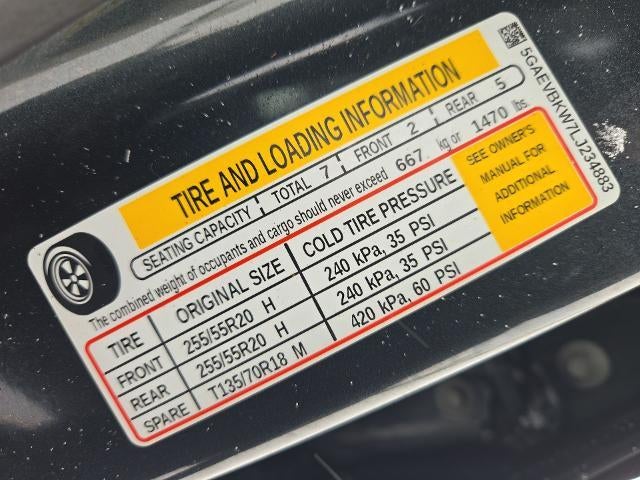 TIRE AND LOADING INFORMATION
SEATING CAPACITY TOTAL 7 FRONT 2 REAR 5
The combined weight of occupants and cargo should never exceed 667 kg or 1470 lbs.
TIRE ORIGINAL SIZE COLD TIRE PRESSURE
FRONT 255/55R20 H 240 kPa, 35 PSI
REAR 255/55R20 H 240 kPa, 35 PSI
SPARE T135/70R18 M 420 kPa, 60 PSI
SEE OWNER'S
MANUAL FOR
ADDITIONAL
INFORMATION
5GAEVBKW7LJ234883